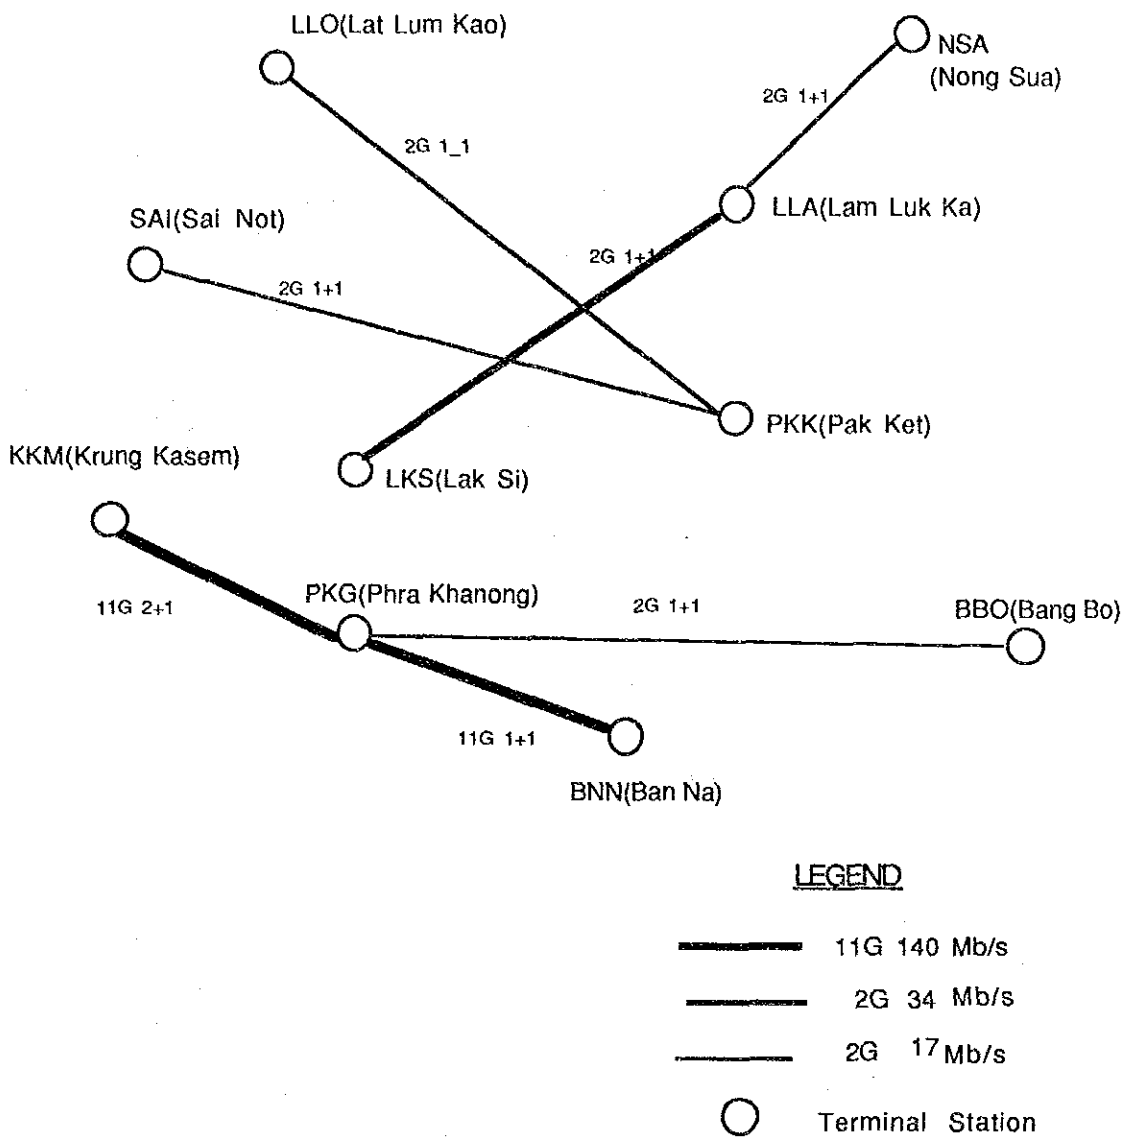 LLO(Lat Lum Kao)
NSA
(Nong Sua)
2G 1+1
2G 1_1
SAI(Sai Not)
LLA(Lam Luk Ka)
2G 1+1
2G 1+1
PKK(Pak Ket)
KKM(Krung Kasem)
LKS(Lak Si)
PKG(Phra Khanong)
11G 2+1
2G 1+1
BBO(Bang Bo)
11G 1+1
BNN(Ban Na)
LEGEND
11G 140 Mb/s
2G 34 Mb/s
2G 17 Mb/s
Terminal Station